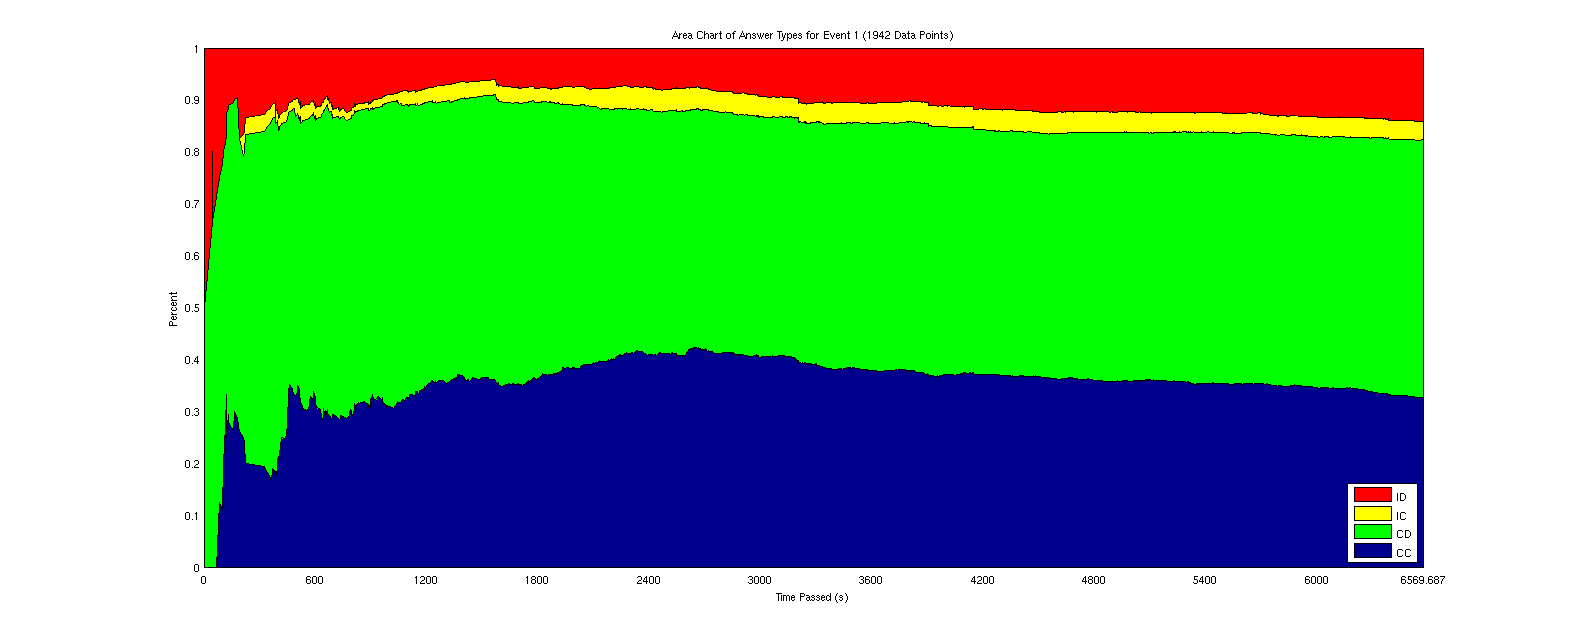 Area Chart of Answer Types for Event 1 (1942 Data Points)
1
0.9
0.8
0.7
0.6
0.5
0.4
0.3
0.2
0.1
0
Percent
0 600 1200 1800 2400 3000 3600 4200 4800 5400 6000 6569.687
Time Passed (s)
ID
IC
CD
CC